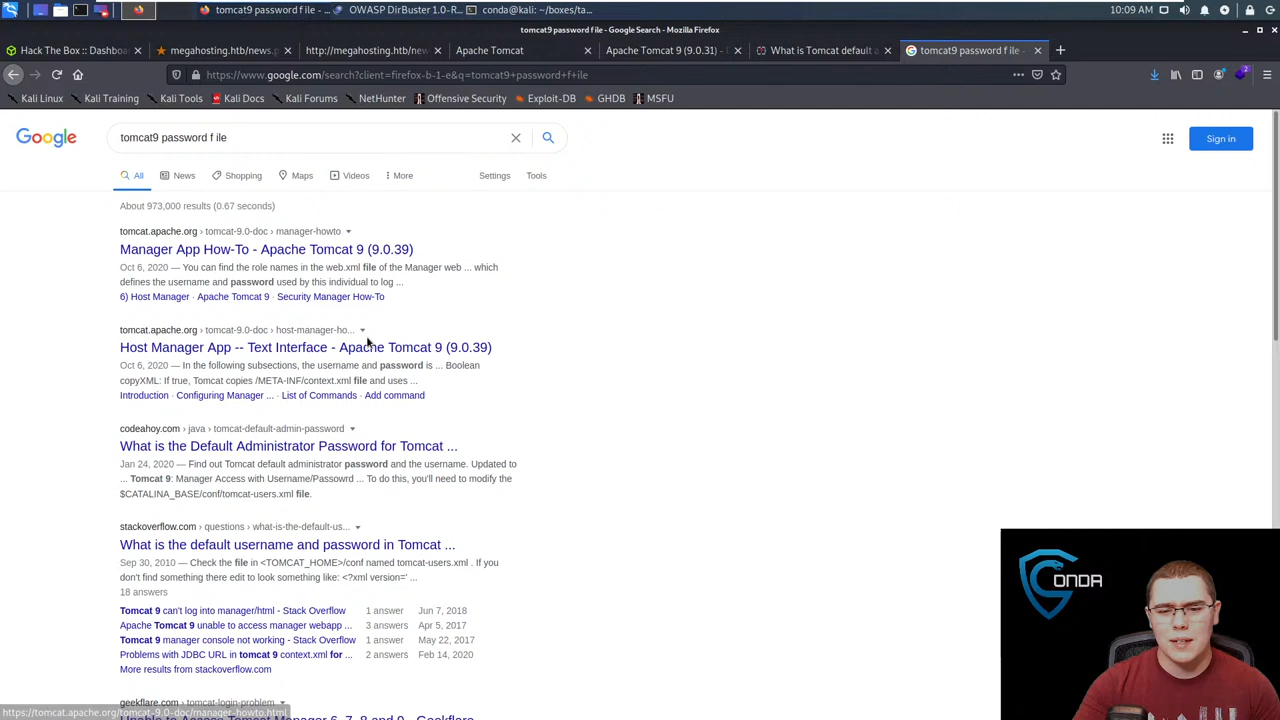 tomcat9 password f ile - ...
OWASP DirBuster 1.0-R...
conda@kali: ~/boxes/ta...
10:09 AM
tomcat9 password f ile - Google Search - Mozilla Firefox
Hack The Box :: Dashboa
megahosting.htb/news.p
http://megahosting.htb/new
Apache Tomcat
Apache Tomcat 9 (9.0.31) -
What is Tomcat default a
tomcat9 password f ile -
https://www.google.com/search?client=firefox-b-1-e&q=tomcat9+password+f+ile
Kali Linux
Kali Training
Kali Tools
Kali Docs
Kali Forums
NetHunter
Offensive Security
Exploit-DB
GHDB
MSFU
Google
tomcat9 password f ile
Sign in
All
News
Shopping
Maps
Videos
More
Settings
Tools
About 973,000 results (0.67 seconds)
tomcat.apache.org › tomcat-9.0-doc › manager-howto
Manager App How-To - Apache Tomcat 9 (9.0.39)
Oct 6, 2020 — You can find the role names in the web.xml file of the Manager web ... which
defines the username and password used by this individual to log ...
6) Host Manager · Apache Tomcat 9 · Security Manager How-To
tomcat.apache.org › tomcat-9.0-doc › host-manager-ho...
Host Manager App -- Text Interface - Apache Tomcat 9 (9.0.39)
Oct 6, 2020 — In the following subsections, the username and password is ... Boolean
copyXML: If true, Tomcat copies /META-INF/context.xml file and uses ...
Introduction · Configuring Manager ... · List of Commands · Add command
codeahoy.com › java › tomcat-default-admin-password
What is the Default Administrator Password for Tomcat ...
Jan 24, 2020 — Find out Tomcat default administrator password and the username. Updated to
... Tomcat 9: Manager Access with Username/Passowrd ... To do this, you'll need to modify the
$CATALINA_BASE/conf/tomcat-users.xml file.
stackoverflow.com › questions › what-is-the-default-us...
What is the default username and password in Tomcat ...
Sep 30, 2010 — Check the file in <TOMCAT_HOME>/conf named tomcat-users.xml . If you
don't find something there edit to look something like: <?xml version=' ...
18 answers
Tomcat 9 can't log into manager/html - Stack Overflow 1 answer Jun 7, 2018
Apache Tomcat 9 unable to access manager webapp ... 3 answers Apr 5, 2017
Tomcat 9 manager console not working - Stack Overflow 1 answer May 22, 2017
Problems with JDBC URL in tomcat 9 context.xml for ... 2 answers Feb 14, 2020
More results from stackoverflow.com
geekflare.com › tomcat-login-problem
Unable to Access Tomcat Manager 6, 7, 8 and 9 - Geekflare
https://tomcat.apache.org/tomcat-9.0-doc/manager-howto.html
CONDA